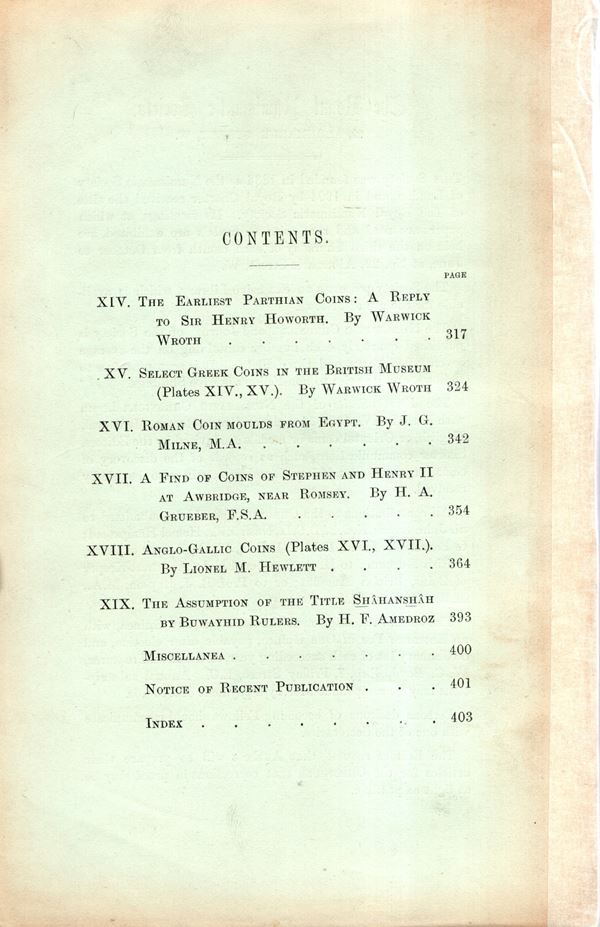 CONTENTS.
PAGE
XIV. THE EARLIEST PARTHIAN COINS: A REPLY
TO SIR HENRY HOWORTH. By WARWICK
WROTH . . . . . . . 317
XV. SELECT GREEK COINS IN THE BRITISH MUSEUM
(Plates XIV., XV.). By WARWICK WROTH 324
XVI. ROMAN COIN MOULDS FROM EGYPT. By J. G.
MILNE, M.A. . . . . . . 342
XVII. A FIND OF COINS OF STEPHEN AND HENRY II
AT AWBRIDGE, NEAR ROMSEY. By H. A.
GRUEBER, F.S.A. . . . . . 354
XVIII. ANGLO-GALLIC COINS (Plates XVI., XVII.).
By LIONEL M. HEWLETT . . . . 364
XIX. THE ASSUMPTION OF THE TITLE SHÂHANSHÂH
BY BUWAYHID RULERS. By H. F. AMEDROZ 393
MISCELLANEA . . . . . . 400
NOTICE OF RECENT PUBLICATION . . . 401
INDEX . . . . . . . . 403